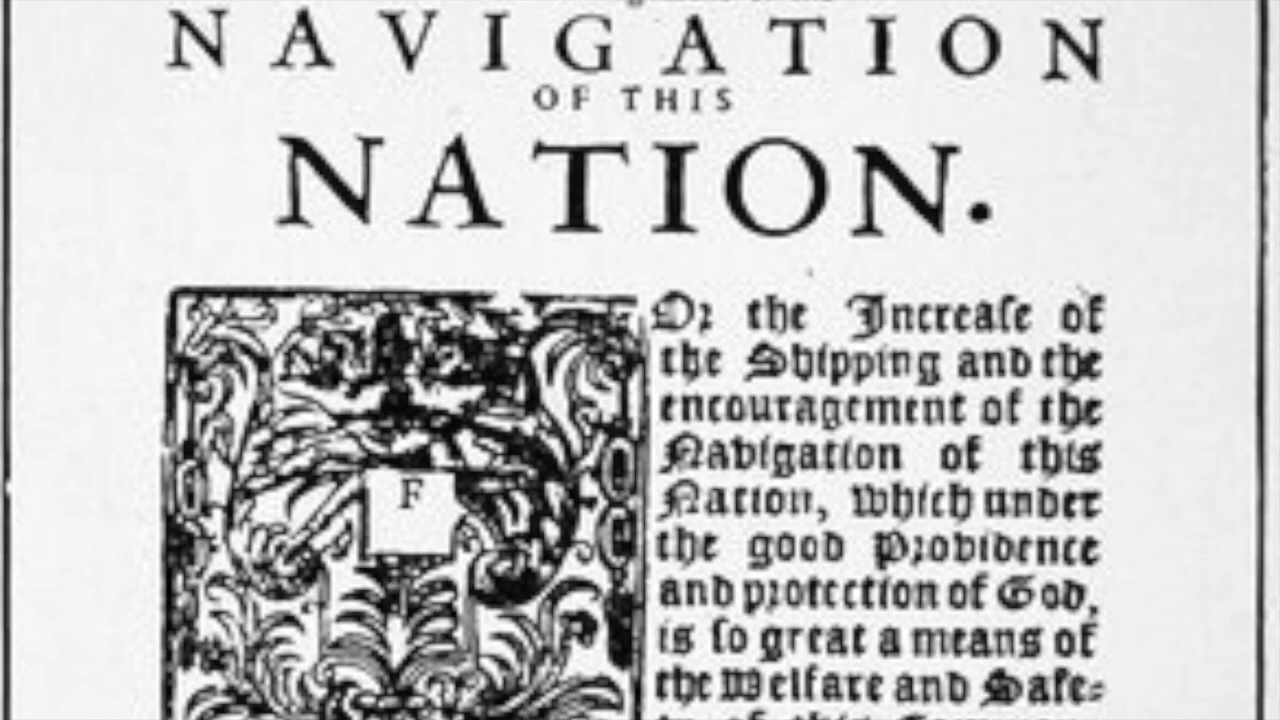 NAVIGATION
OF THIS
NATION.
F
Or the Increase of
the Shipping and the
encouragement of the
Navigation of this
Nation, which under
the good Providence
and protection of God,
is so great a means of
the Welfare and Safe=